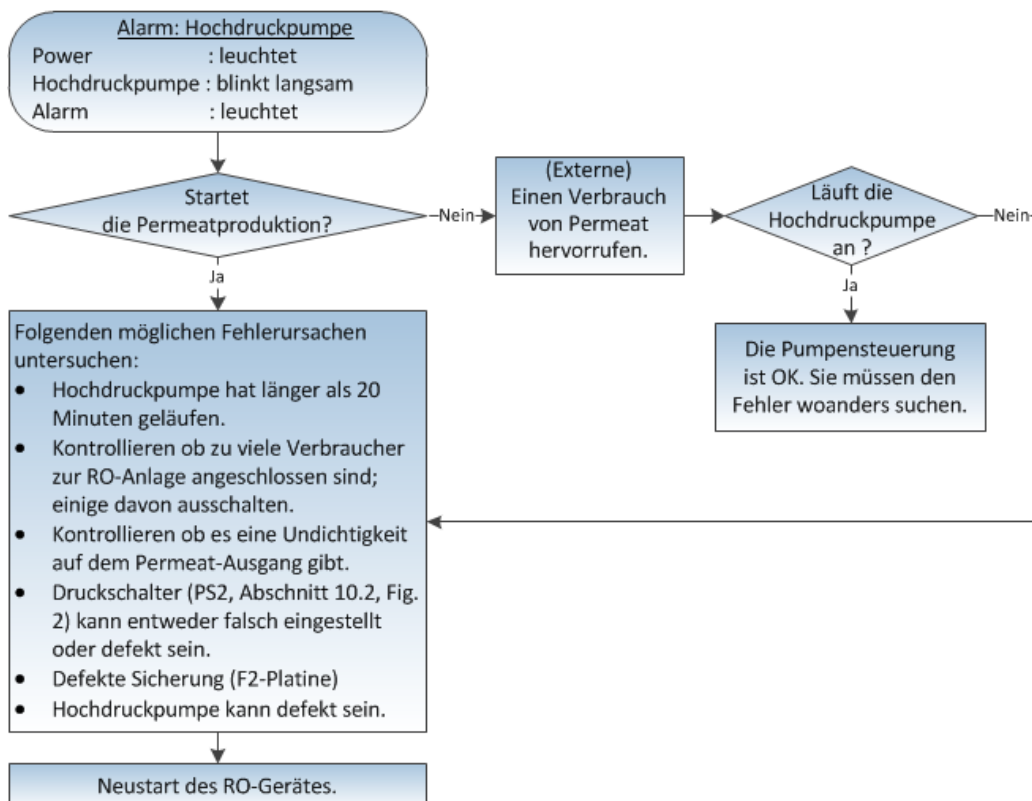 Alarm: Hochdruckpumpe
Power : leuchtet
Hochdruckpumpe : blinkt langsam
Alarm : leuchtet
Startet
die Permeatproduktion?
Nein
(Externe)
Einen Verbrauch
von Permeat
hervorrufen.
Läuft die
Hochdruckpumpe
an ?
Nein
Ja
Ja
Die Pumpensteuerung
ist OK. Sie müssen den
Fehler woanders suchen.
Folgenden möglichen Fehlerursachen
untersuchen:
• Hochdruckpumpe hat länger als 20
Minuten geläufen.
• Kontrollieren ob zu viele Verbraucher
zur RO-Anlage angeschlossen sind;
einige davon ausschalten.
• Kontrollieren ob es eine Undichtigkeit
auf dem Permeat-Ausgang gibt.
• Druckschalter (PS2, Abschnitt 10.2, Fig.
2) kann entweder falsch eingestellt
oder defekt sein.
• Defekte Sicherung (F2-Platine)
• Hochdruckpumpe kann defekt sein.
Neustart des RO-Gerätes.